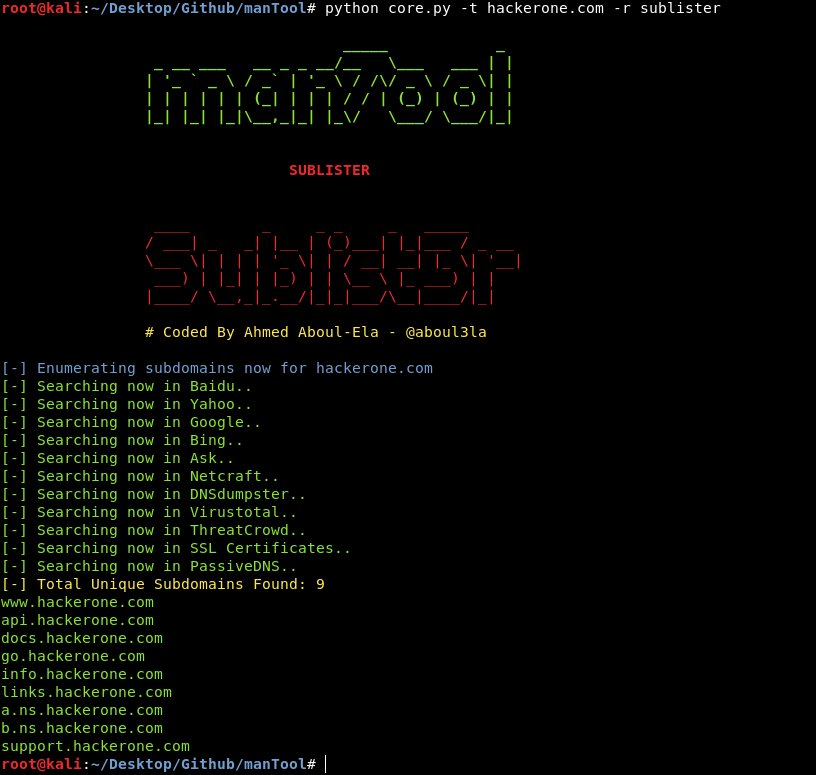 root@kali:~/Desktop/Github/manTool# python core.py -t hackerone.com -r sublister
manTool
SUBLISTER
Sublist3r
# Coded By Ahmed Aboul-Ela - @aboul3la
[-] Enumerating subdomains now for hackerone.com
[-] Searching now in Baidu..
[-] Searching now in Yahoo..
[-] Searching now in Google..
[-] Searching now in Bing..
[-] Searching now in Ask..
[-] Searching now in Netcraft..
[-] Searching now in DNSdumpster..
[-] Searching now in Virustotal..
[-] Searching now in ThreatCrowd..
[-] Searching now in SSL Certificates..
[-] Searching now in PassiveDNS..
[-] Total Unique Subdomains Found: 9
www.hackerone.com
api.hackerone.com
docs.hackerone.com
go.hackerone.com
info.hackerone.com
links.hackerone.com
a.ns.hackerone.com
b.ns.hackerone.com
support.hackerone.com
root@kali:~/Desktop/Github/manTool#